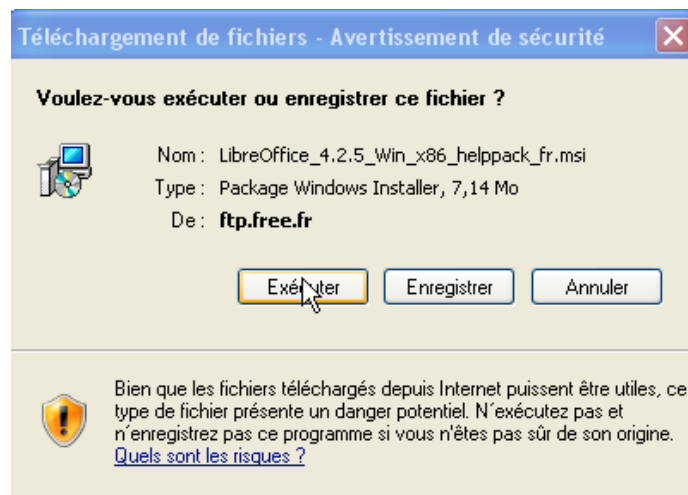 Téléchargement de fichiers - Avertissement de sécurité
Voulez-vous exécuter ou enregistrer ce fichier ?
Nom : LibreOffice_4.2.5_Win_x86_helppack_fr.msi
Type : Package Windows Installer, 7,14 Mo
De : ftp.free.fr
Exécuter Enregistrer Annuler
Bien que les fichiers téléchargés depuis Internet puissent être utiles, ce
type de fichier présente un danger potentiel. N´exécutez pas et
n´enregistrez pas ce programme si vous n'êtes pas sûr de son origine.
Quels sont les risques ?